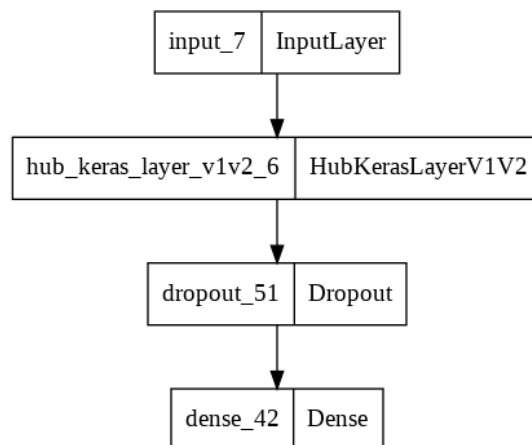 input_7 InputLayer
hub_keras_layer_v1v2_6 HubKerasLayerV1V2
dropout_51 Dropout
dense_42 Dense